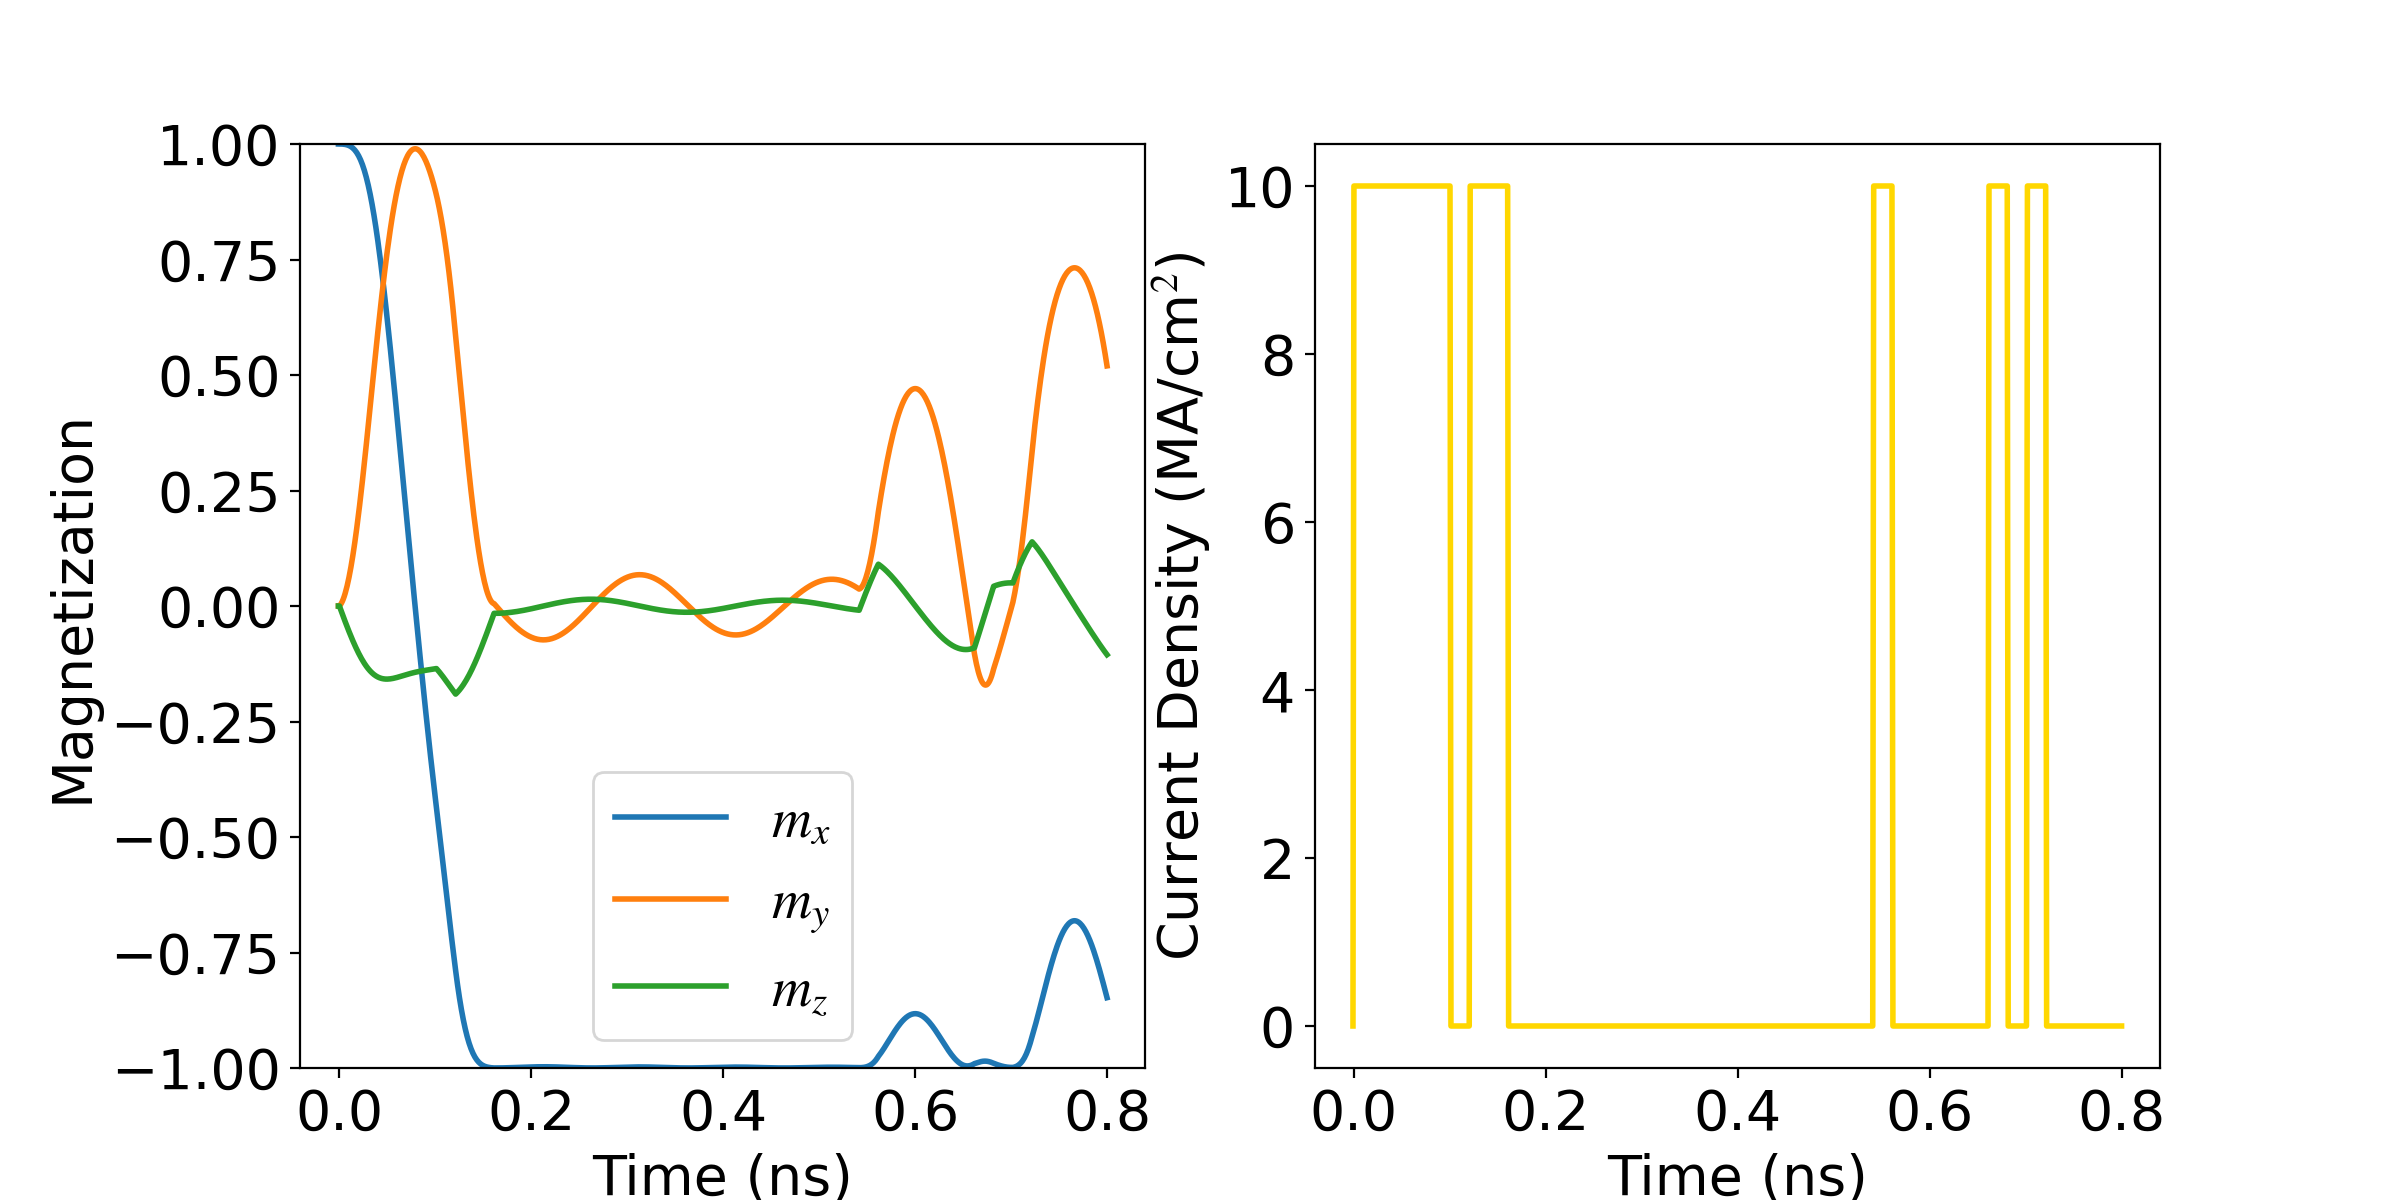 1.00
0.75
0.50
0.25
0.00
−0.25
−0.50
−0.75
−1.00
Magnetization
0.0 0.2 0.4 0.6 0.8
Time (ns)
m_x
m_y
m_z
10
8
6
4
2
0
Current Density (MA/cm²)
0.0 0.2 0.4 0.6 0.8
Time (ns)